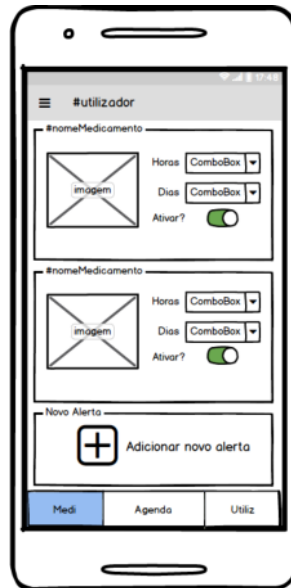 17:48
#utilizador
#nomeMedicamento
imagem
Horas ComboBox
Dias ComboBox
Ativar?
#nomeMedicamento
imagem
Horas ComboBox
Dias ComboBox
Ativar?
Novo Alerta
Adicionar novo alerta
Medi Agenda Utiliz